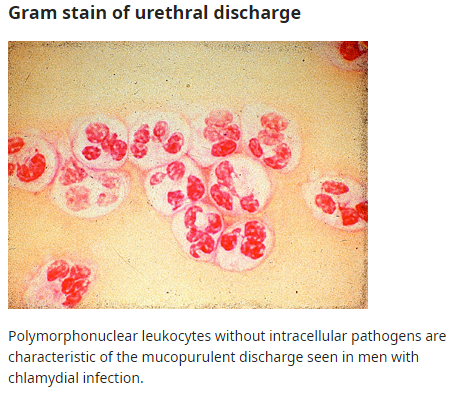 Gram stain of urethral discharge
Polymorphonuclear leukocytes without intracellular pathogens are
characteristic of the mucopurulent discharge seen in men with
chlamydial infection.